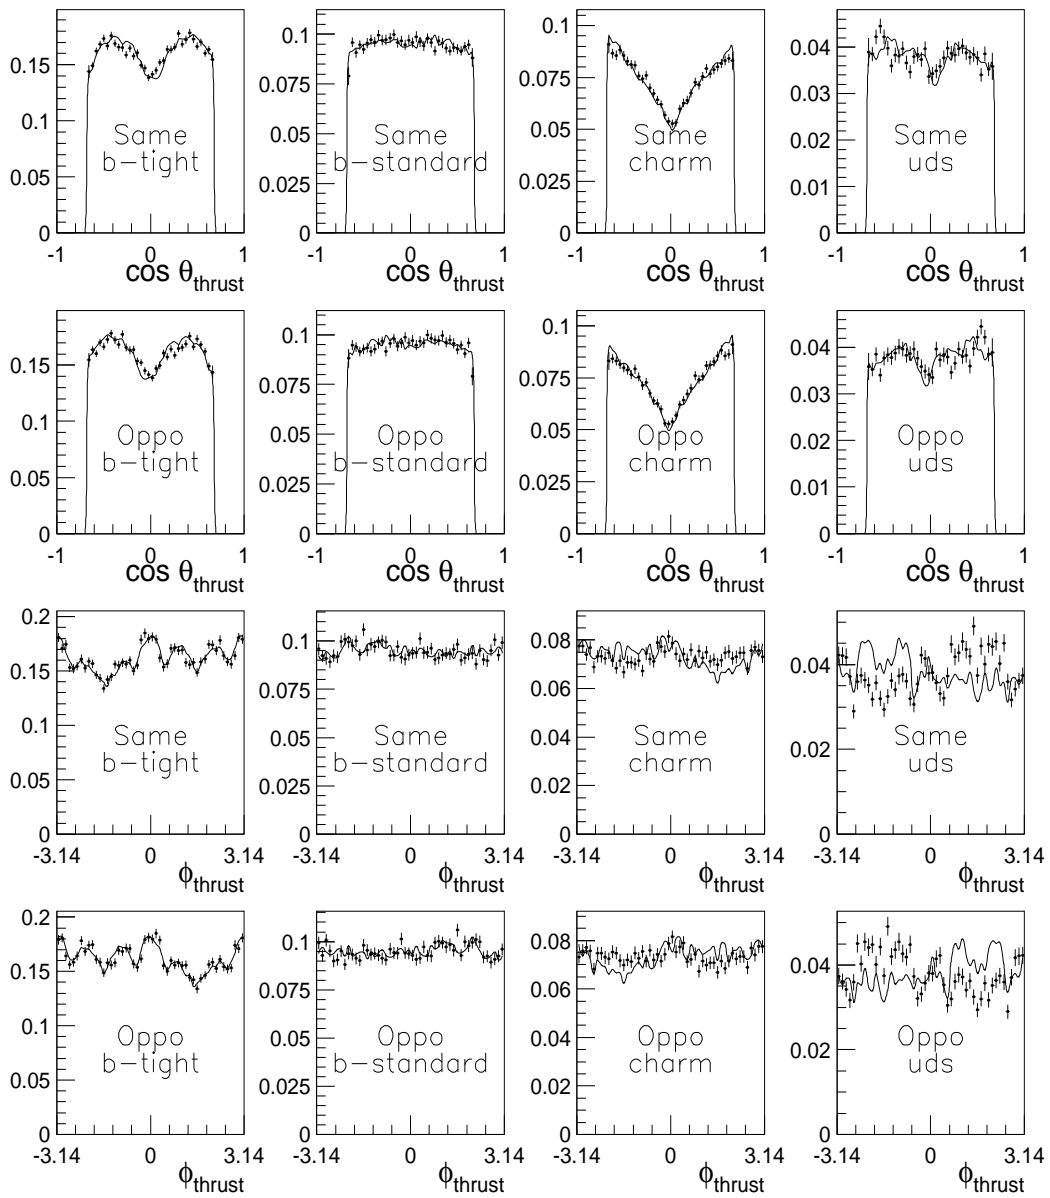 0.15
0.1
0.05
0
-1
0
1
cos θthrust
Same
b-tight
0.1
0.075
0.05
0.025
0
-1
0
1
cos θthrust
Same
b-standard
0.1
0.075
0.05
0.025
0
-1
0
1
cos θthrust
Same
charm
0.04
0.03
0.02
0.01
0
-1
0
1
cos θthrust
Same
uds
0.15
0.1
0.05
0
-1
0
1
cos θthrust
Oppo
b-tight
0.1
0.075
0.05
0.025
0
-1
0
1
cos θthrust
Oppo
b-standard
0.1
0.075
0.05
0.025
0
-1
0
1
cos θthrust
Oppo
charm
0.04
0.03
0.02
0.01
0
-1
0
1
cos θthrust
Oppo
uds
0.2
0.15
0.1
0.05
0
-3.14
0
3.14
ϕthrust
Same
b-tight
0.1
0.075
0.05
0.025
0
-3.14
0
3.14
ϕthrust
Same
b-standard
0.08
0.06
0.04
0.02
0
-3.14
0
3.14
ϕthrust
Same
charm
0.04
0.02
0
-3.14
0
3.14
ϕthrust
Same
uds
0.2
0.15
0.1
0.05
0
-3.14
0
3.14
ϕthrust
Oppo
b-tight
0.1
0.075
0.05
0.025
0
-3.14
0
3.14
ϕthrust
Oppo
b-standard
0.08
0.06
0.04
0.02
0
-3.14
0
3.14
ϕthrust
Oppo
charm
0.04
0.02
0
-3.14
0
3.14
ϕthrust
Oppo
uds